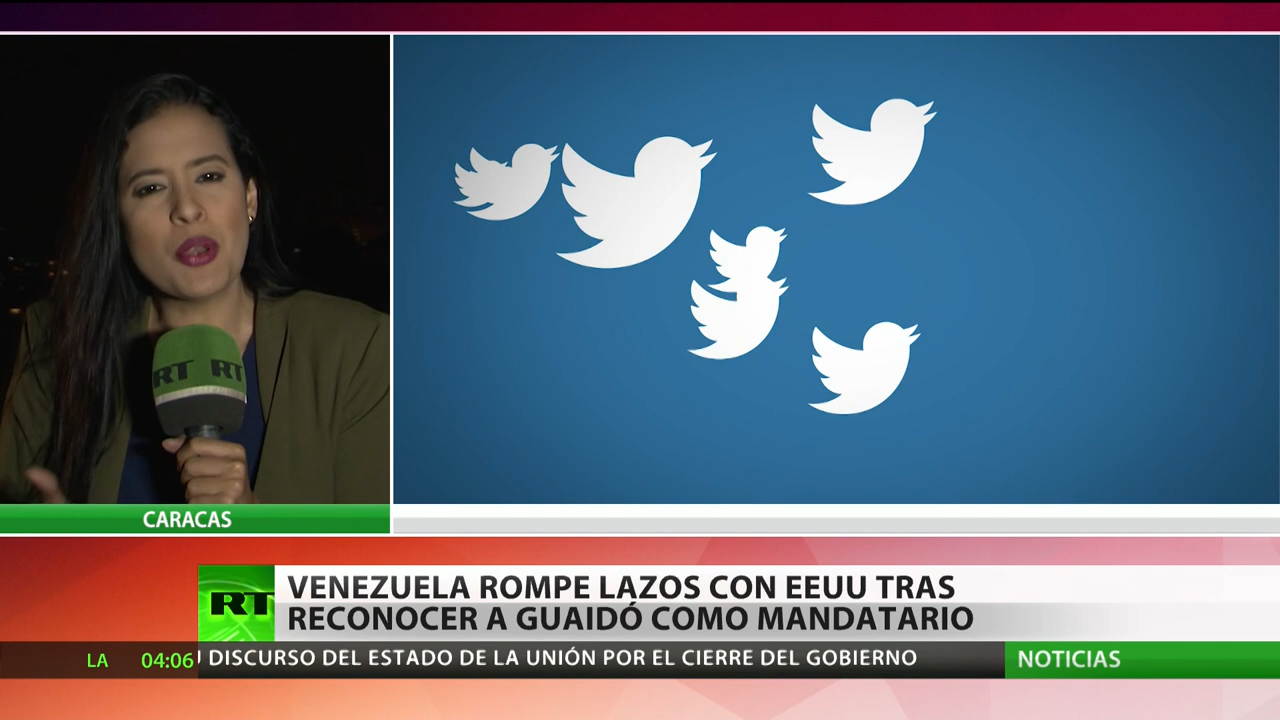 RT RT
CARACAS
RT
VENEZUELA ROMPE LAZOS CON EEUU TRAS
RECONOCER A GUAIDÓ COMO MANDATARIO
LA 04:06
DISCURSO DEL ESTADO DE LA UNIÓN POR EL CIERRE DEL GOBIERNO
NOTICIAS